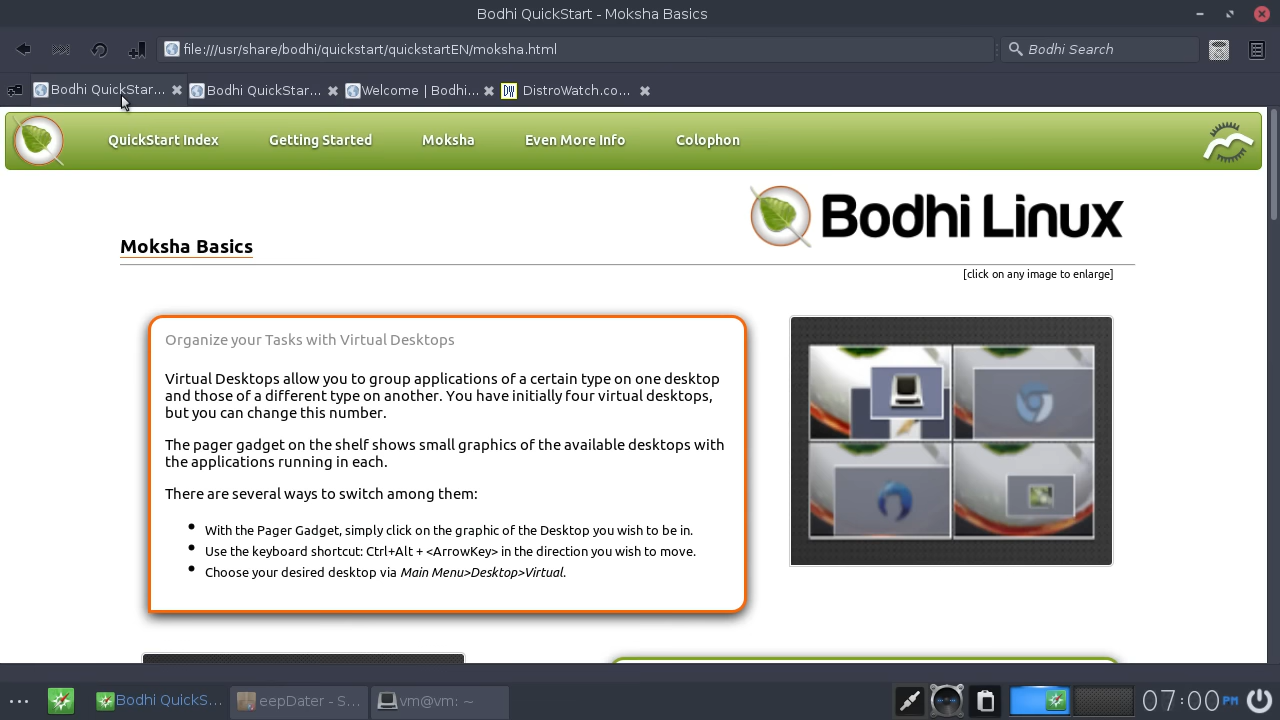 Bodhi QuickStart - Moksha Basics
file:///usr/share/bodhi/quickstart/quickstartEN/moksha.html
Bodhi Search
Bodhi QuickStar...
Bodhi QuickStar...
Welcome | Bodhi...
DW DistroWatch.co...
QuickStart Index
Getting Started
Moksha
Even More Info
Colophon
Bodhi Linux
Moksha Basics
[click on any image to enlarge]
Organize your Tasks with Virtual Desktops
Virtual Desktops allow you to group applications of a certain type on one desktop
and those of a different type on another. You have initially four virtual desktops,
but you can change this number.
The pager gadget on the shelf shows small graphics of the available desktops with
the applications running in each.
There are several ways to switch among them:
With the Pager Gadget, simply click on the graphic of the Desktop you wish to be in.
Use the keyboard shortcut: Ctrl+Alt + <ArrowKey> in the direction you wish to move.
Choose your desired desktop via Main Menu>Desktop>Virtual.
Bodhi QuickS...
eepDater - S...
vm@vm: ~
07:00 PM